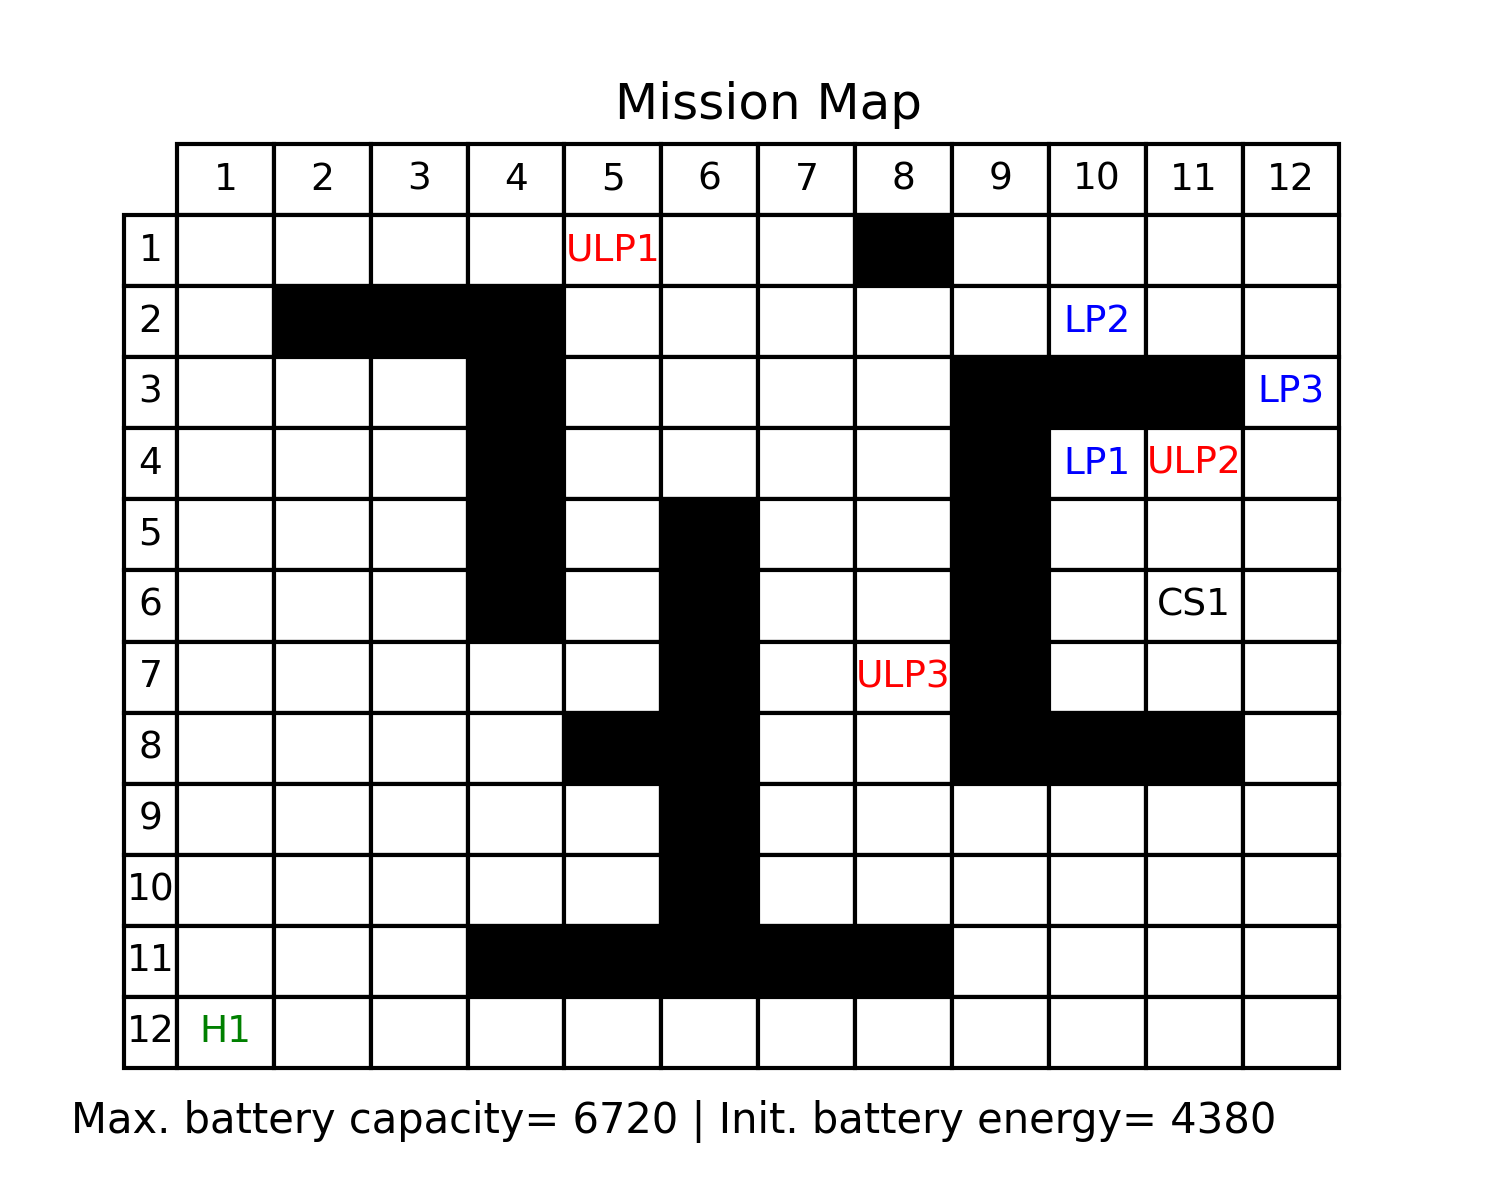 Mission Map
1 2 3 4 5 6 7 8 9 10 11 12
1 ULP1
2 LP2
3 LP3
4 LP1 ULP2
5
6 CS1
7 ULP3
8
9
10
11
12 H1
Max. battery capacity= 6720 | Init. battery energy= 4380